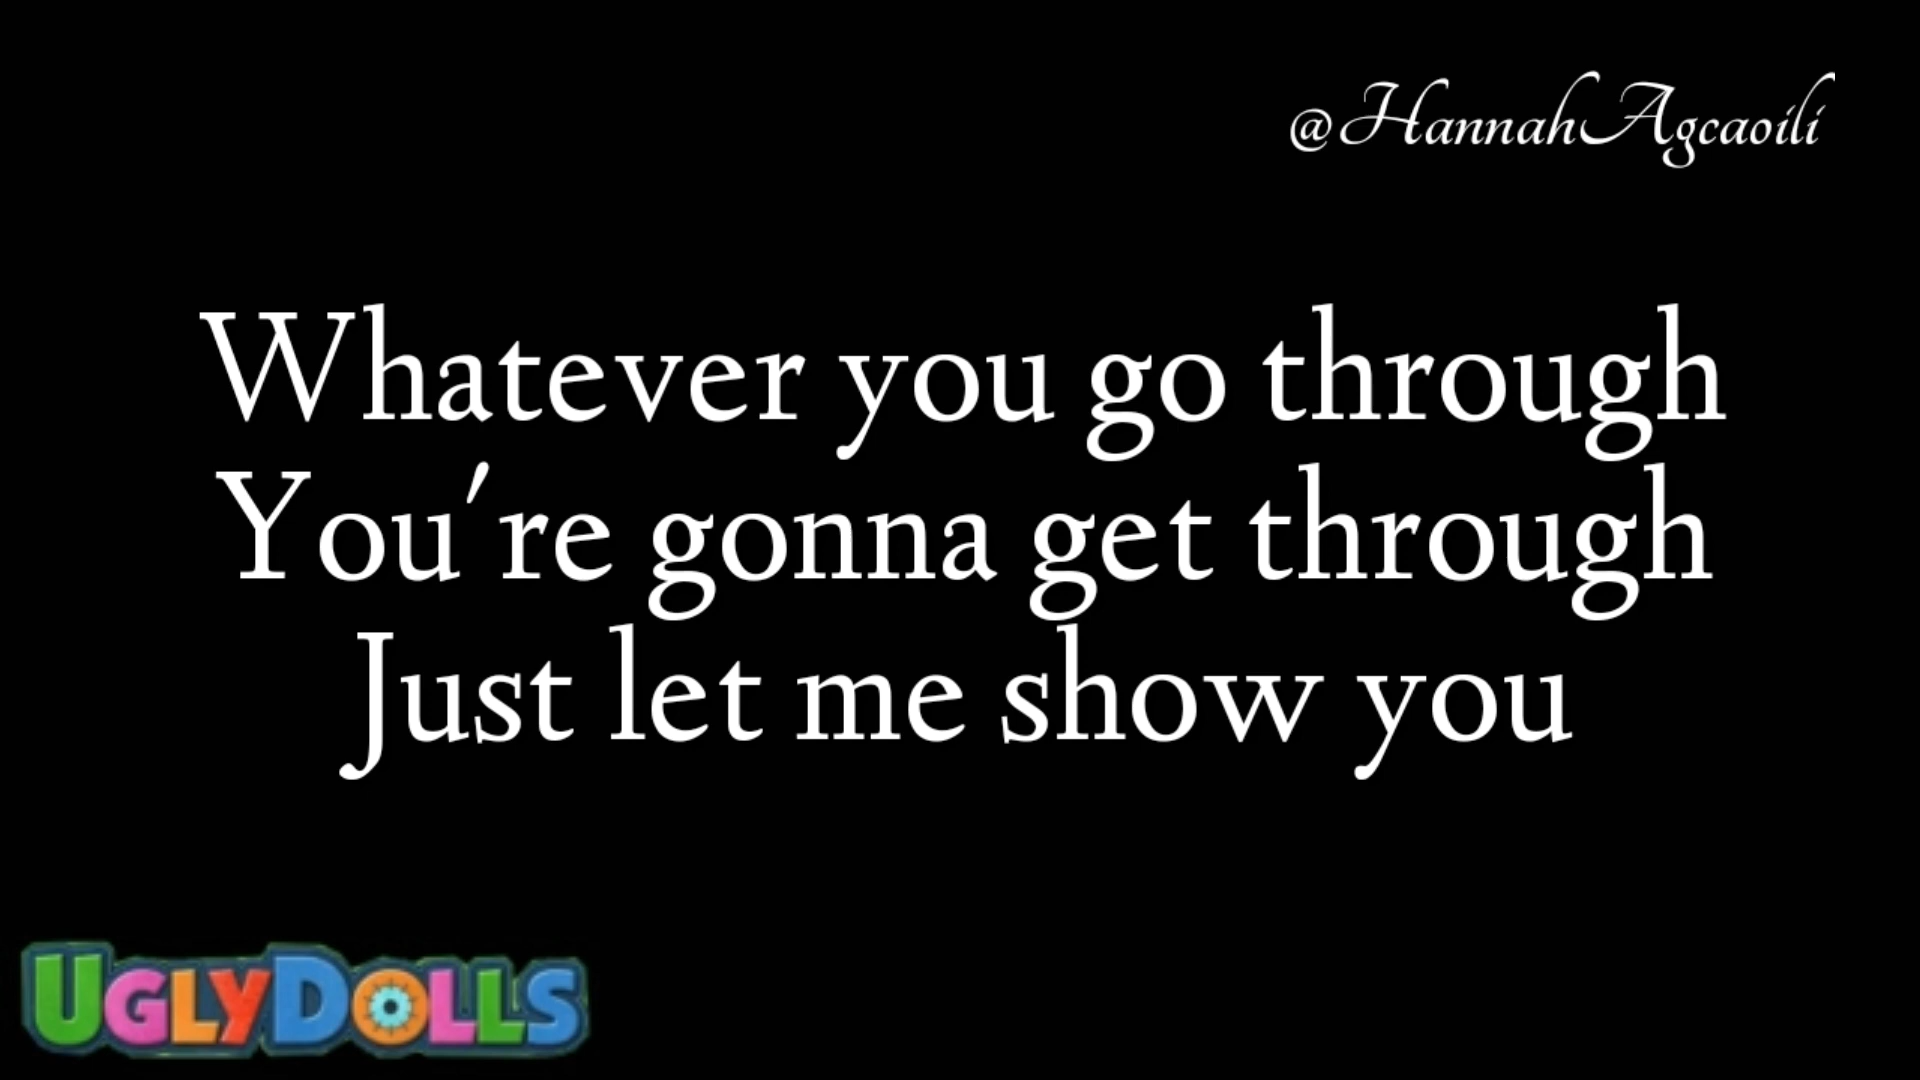 @HannahAgcaoili
Whatever you go through
You're gonna get through
Just let me show you
UGLYDOLLS